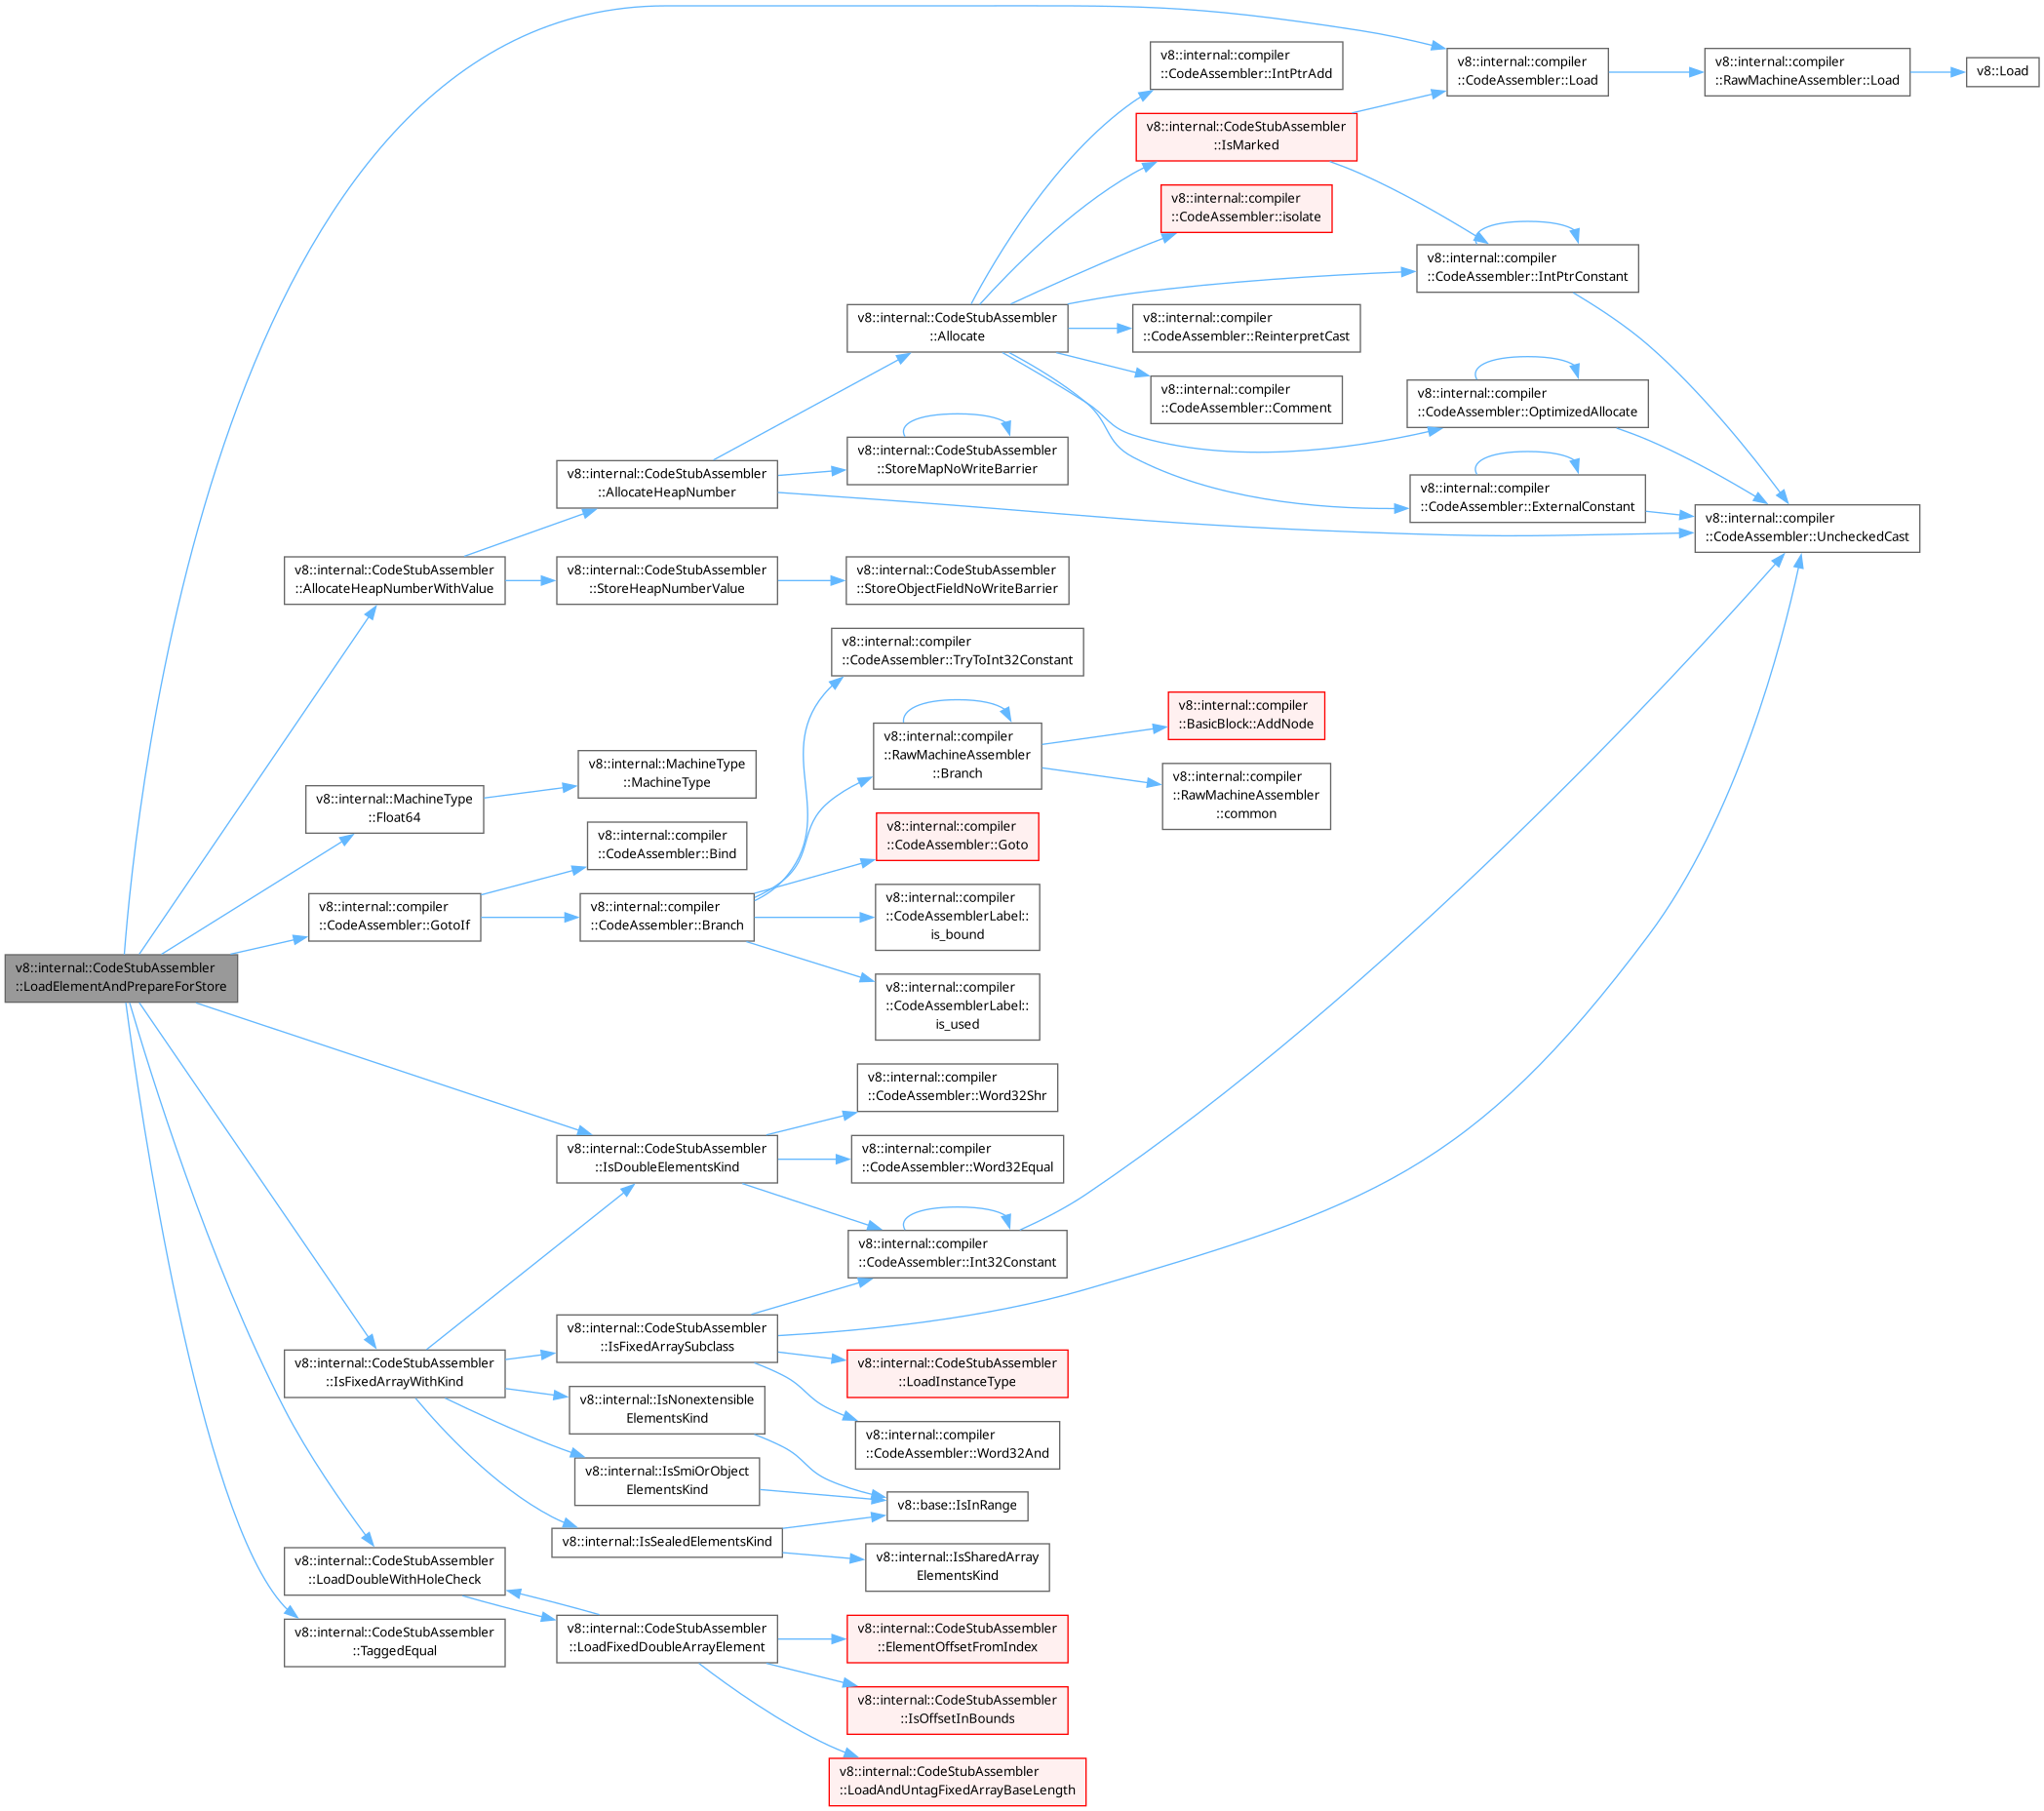 v8::internal::compiler
::CodeAssembler::IntPtrAdd
v8::internal::compiler
::CodeAssembler::Load
v8::internal::compiler
::RawMachineAssembler::Load
v8::Load
v8::internal::CodeStubAssembler
::IsMarked
v8::internal::compiler
::CodeAssembler::isolate
v8::internal::compiler
::CodeAssembler::IntPtrConstant
v8::internal::CodeStubAssembler
::Allocate
v8::internal::compiler
::CodeAssembler::ReinterpretCast
v8::internal::compiler
::CodeAssembler::Comment
v8::internal::compiler
::CodeAssembler::OptimizedAllocate
v8::internal::CodeStubAssembler
::StoreMapNoWriteBarrier
v8::internal::CodeStubAssembler
::AllocateHeapNumber
v8::internal::compiler
::CodeAssembler::ExternalConstant
v8::internal::compiler
::CodeAssembler::UncheckedCast
v8::internal::CodeStubAssembler
::AllocateHeapNumberWithValue
v8::internal::CodeStubAssembler
::StoreHeapNumberValue
v8::internal::CodeStubAssembler
::StoreObjectFieldNoWriteBarrier
v8::internal::compiler
::CodeAssembler::TryToInt32Constant
v8::internal::compiler
::BasicBlock::AddNode
v8::internal::compiler
::RawMachineAssembler
::Branch
v8::internal::MachineType
::MachineType
v8::internal::compiler
::RawMachineAssembler
::common
v8::internal::MachineType
::Float64
v8::internal::compiler
::CodeAssembler::Bind
v8::internal::compiler
::CodeAssembler::Goto
v8::internal::compiler
::CodeAssembler::GotoIf
v8::internal::compiler
::CodeAssembler::Branch
v8::internal::compiler
::CodeAssemblerLabel::
is_bound
v8::internal::CodeStubAssembler
::LoadElementAndPrepareForStore
v8::internal::compiler
::CodeAssemblerLabel::
is_used
v8::internal::compiler
::CodeAssembler::Word32Shr
v8::internal::CodeStubAssembler
::IsDoubleElementsKind
v8::internal::compiler
::CodeAssembler::Word32Equal
v8::internal::compiler
::CodeAssembler::Int32Constant
v8::internal::CodeStubAssembler
::IsFixedArraySubclass
v8::internal::CodeStubAssembler
::IsFixedArrayWithKind
v8::internal::CodeStubAssembler
::LoadInstanceType
v8::internal::IsNonextensible
ElementsKind
v8::internal::compiler
::CodeAssembler::Word32And
v8::internal::IsSmiOrObject
ElementsKind
v8::base::IsInRange
v8::internal::IsSealedElementsKind
v8::internal::IsSharedArray
ElementsKind
v8::internal::CodeStubAssembler
::LoadDoubleWithHoleCheck
v8::internal::CodeStubAssembler
::TaggedEqual
v8::internal::CodeStubAssembler
::LoadFixedDoubleArrayElement
v8::internal::CodeStubAssembler
::ElementOffsetFromIndex
v8::internal::CodeStubAssembler
::IsOffsetInBounds
v8::internal::CodeStubAssembler
::LoadAndUntagFixedArrayBaseLength